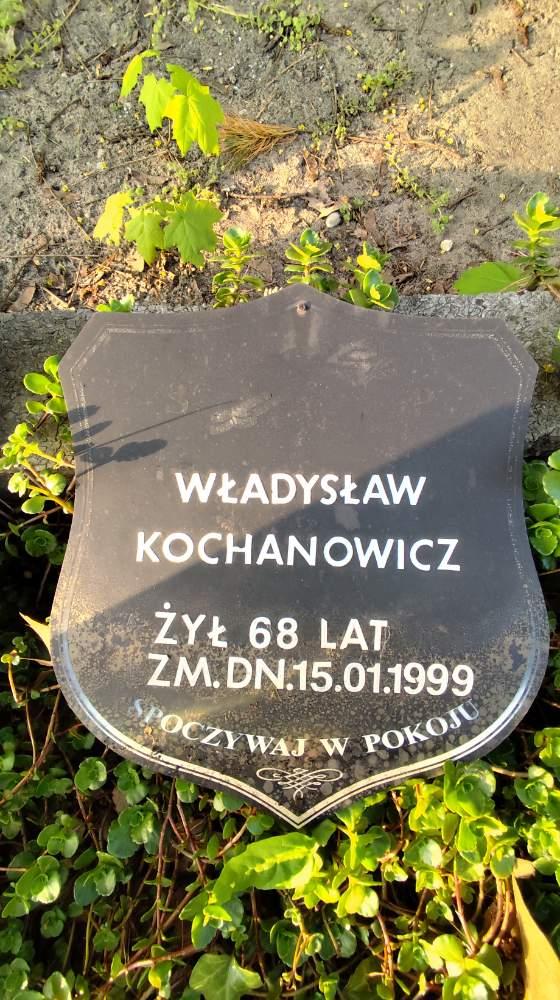 WŁADYSŁAW
KOCHANOWICZ
ŻYŁ 68 LAT
ZM.DN.15.01.1999
SPOCZYWAJ W POKOJU